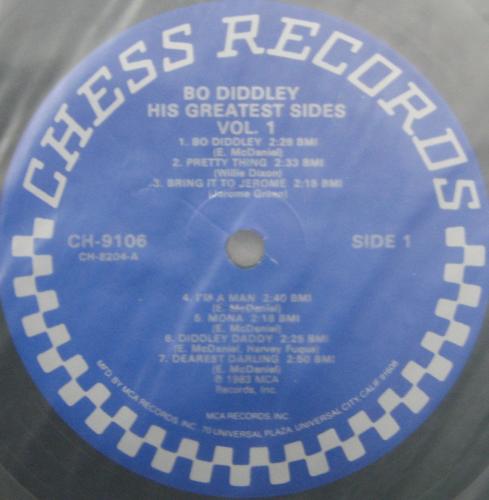 CHESS RECORDS
BO DIDDLEY
HIS GREATEST SIDES
VOL. 1
1. BO DIDDLEY 2:28 BMI
(E. McDaniel)
2. PRETTY THING 2:33 BMI
(Willie Dixon)
3. BRING IT TO JEROME 2:18 BMI
(Jerome Green)
CH-9106
CH-8204-A
SIDE 1
4. I'M A MAN 2:40 BMI
(E. McDaniel)
5. MONA 2:18 BMI
(E. McDaniel)
6. DIDDLEY DADDY 2:25 BMI
(E. McDaniel, Harvey Fuqua)
7. DEAREST DARLING 2:50 BMI
(E. McDaniel)
℗ 1983 MCA
Records, Inc.
MCA RECORDS, INC.
MFD BY MCA RECORDS, INC., 70 UNIVERSAL PLAZA, UNIVERSAL CITY, CALIF 91608